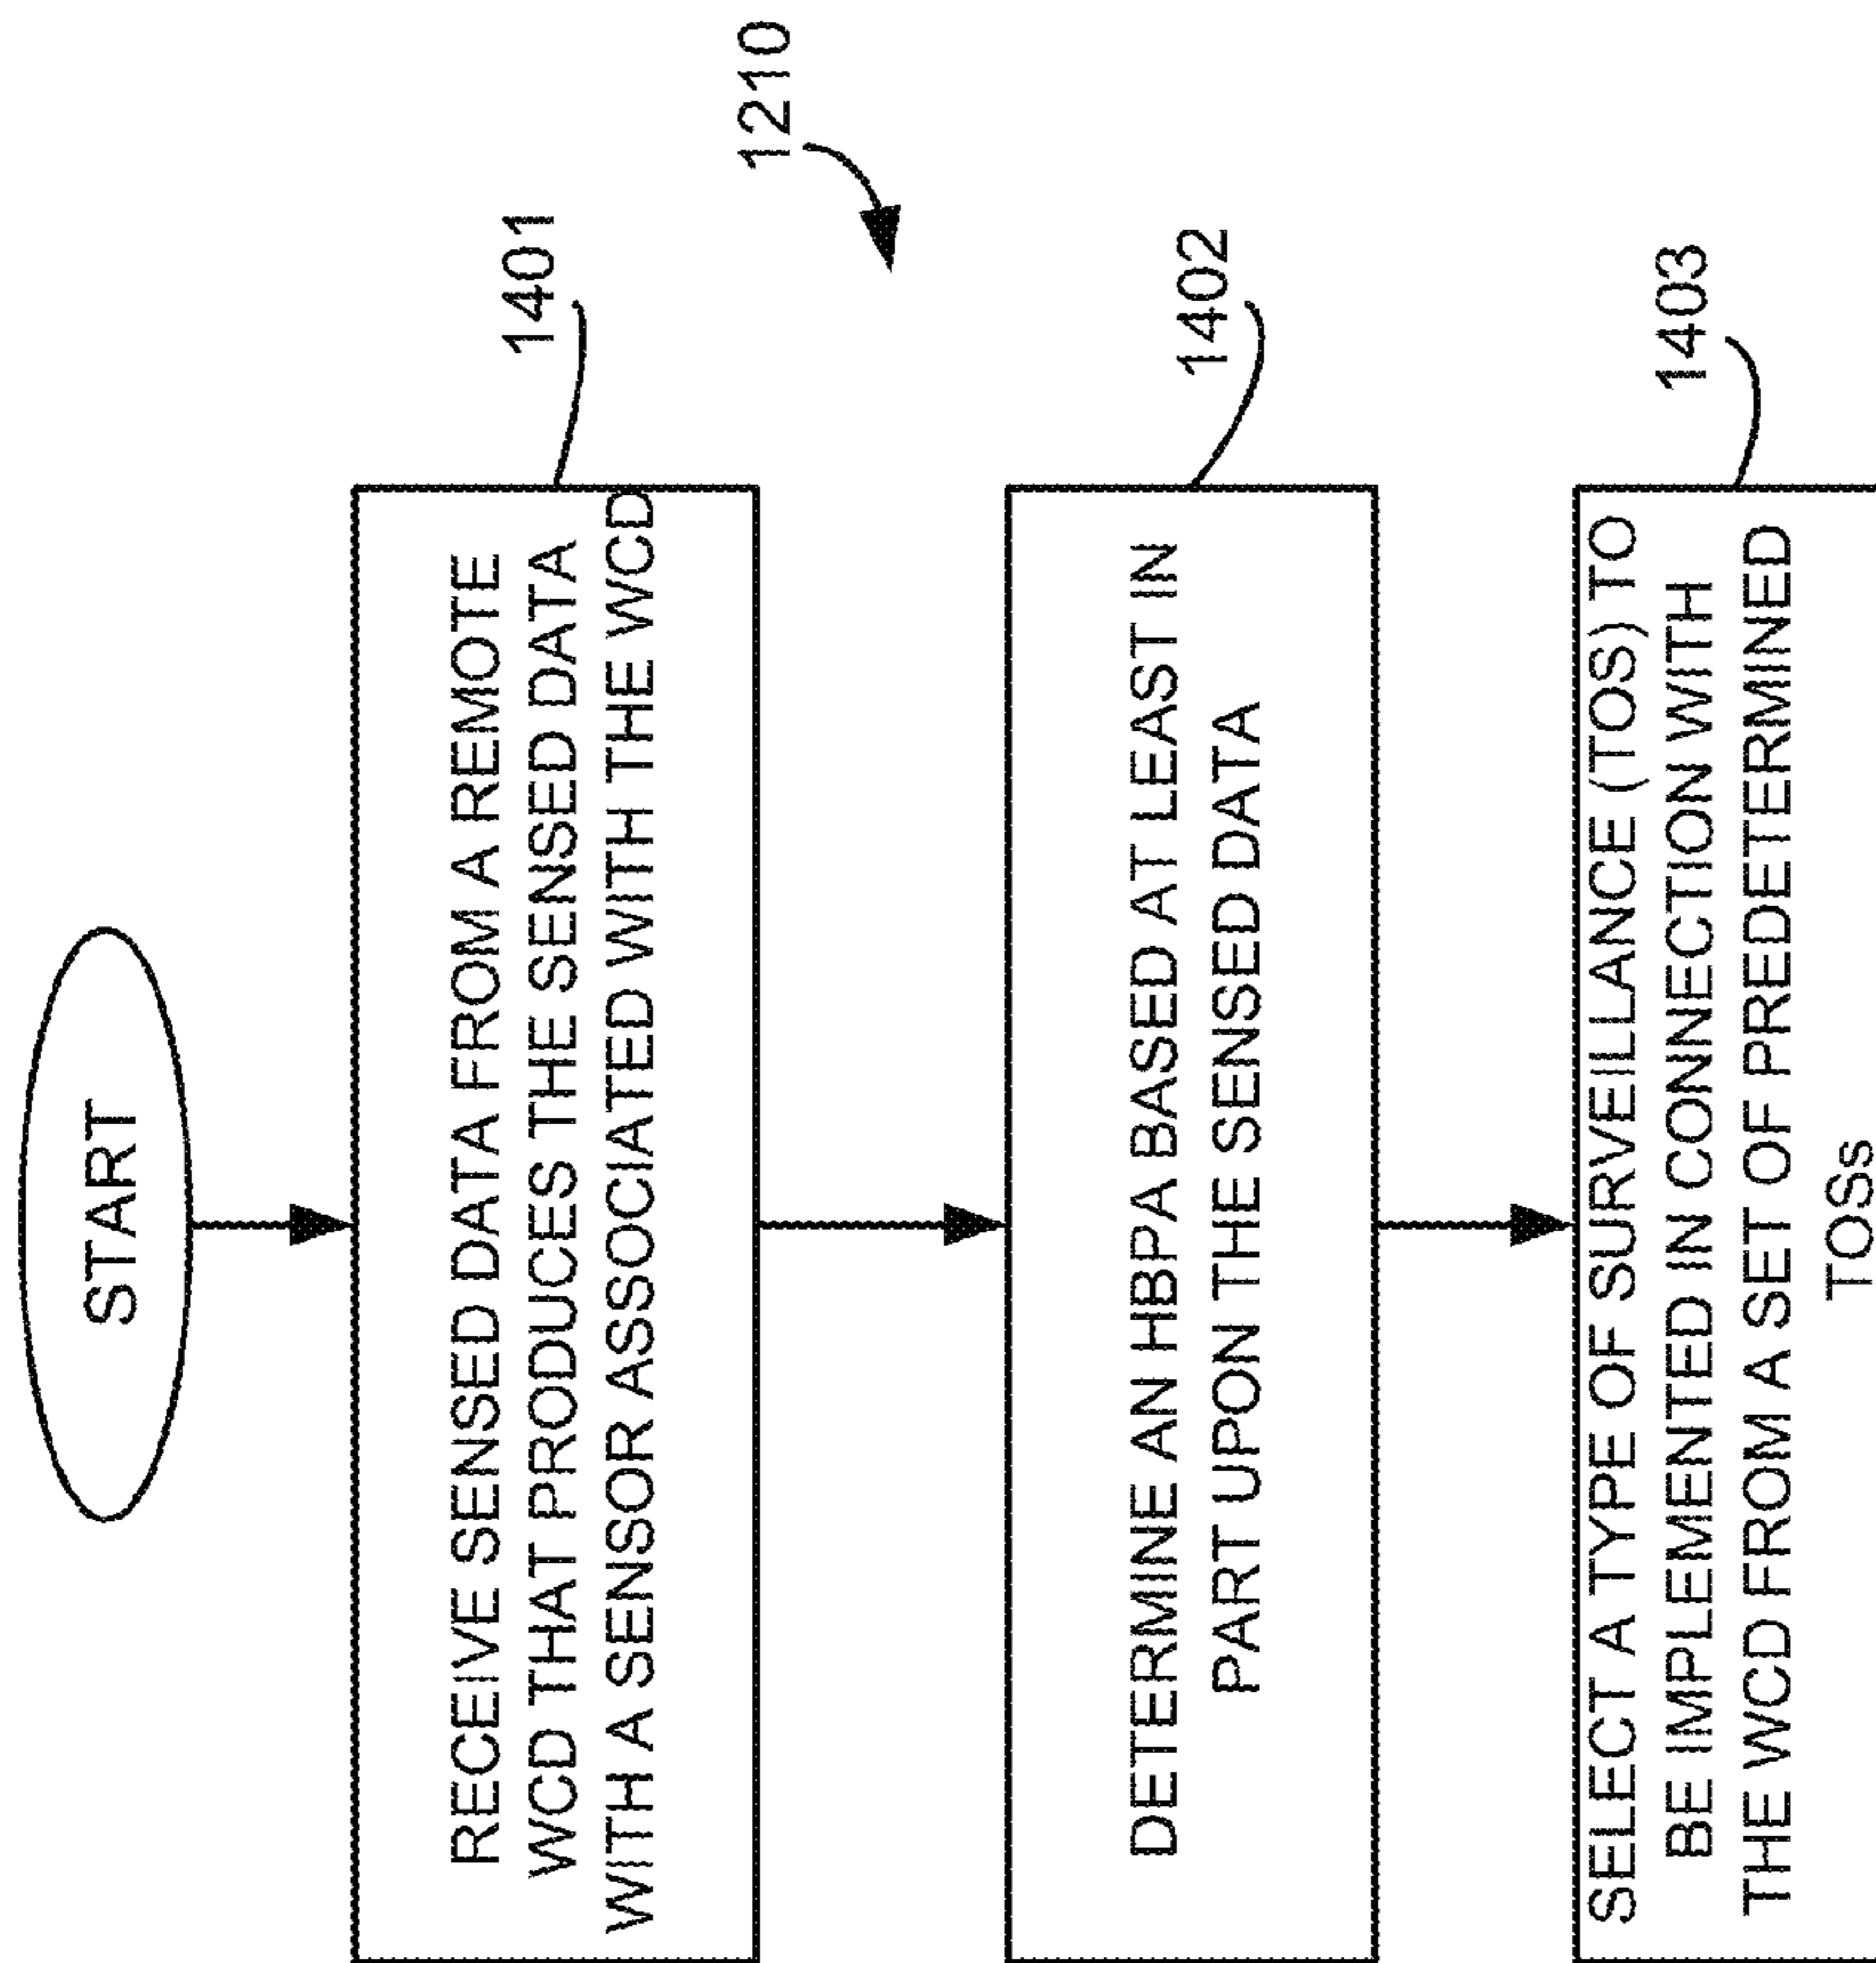 START
1210
1401
RECEIVE SENSED DATA FROM A REMOTE
WCD THAT PRODUCES THE SENSED DATA
WITH A SENSOR ASSOCIATED WITH THE WCD
1402
DETERMINE AN HBPA BASED AT LEAST IN
PART UPON THE SENSED DATA
1403
SELECT A TYPE OF SURVEILLANCE (TOS) TO
BE IMPLEMENTED IN CONNECTION WITH
THE WCD FROM A SET OF PREDETERMINED
TOSs